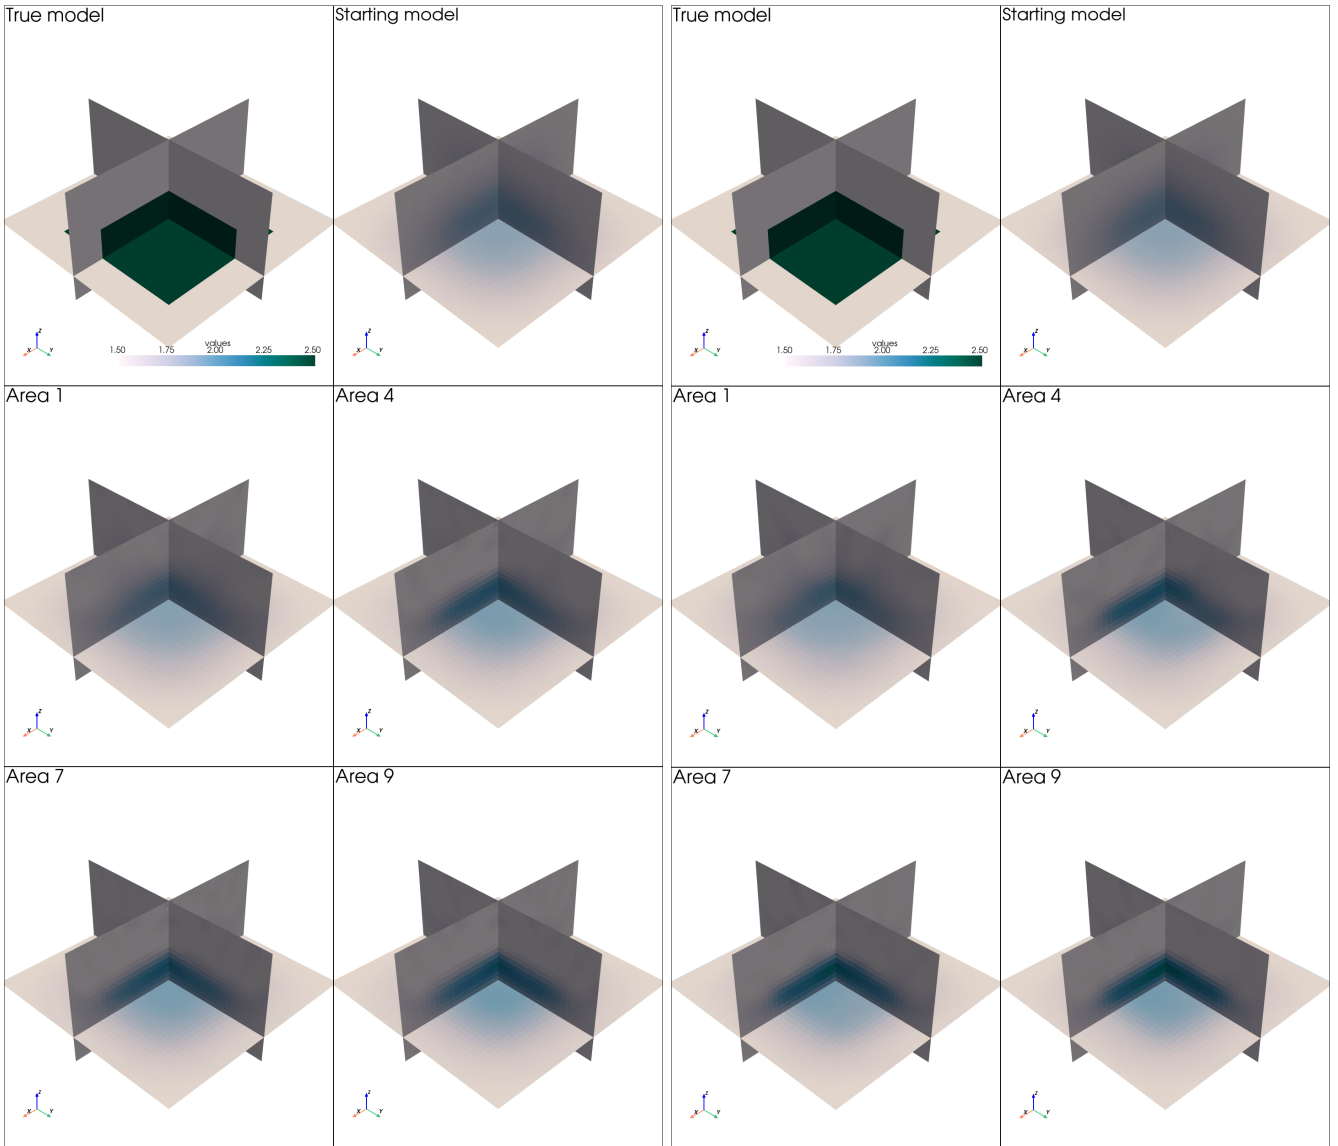 True model
Starting model
True model
Starting model
values
1.50 1.75 2.00 2.25 2.50
values
1.50 1.75 2.00 2.25 2.50
Z
X
Y
Z
X
Y
Z
X
Y
Z
X
Y
Area 1
Area 4
Area 1
Area 4
Z
X
Y
Z
X
Y
Z
X
Y
Z
X
Y
Area 7
Area 9
Area 7
Area 9
Z
X
Y
Z
X
Y
Z
X
Y
Z
X
Y